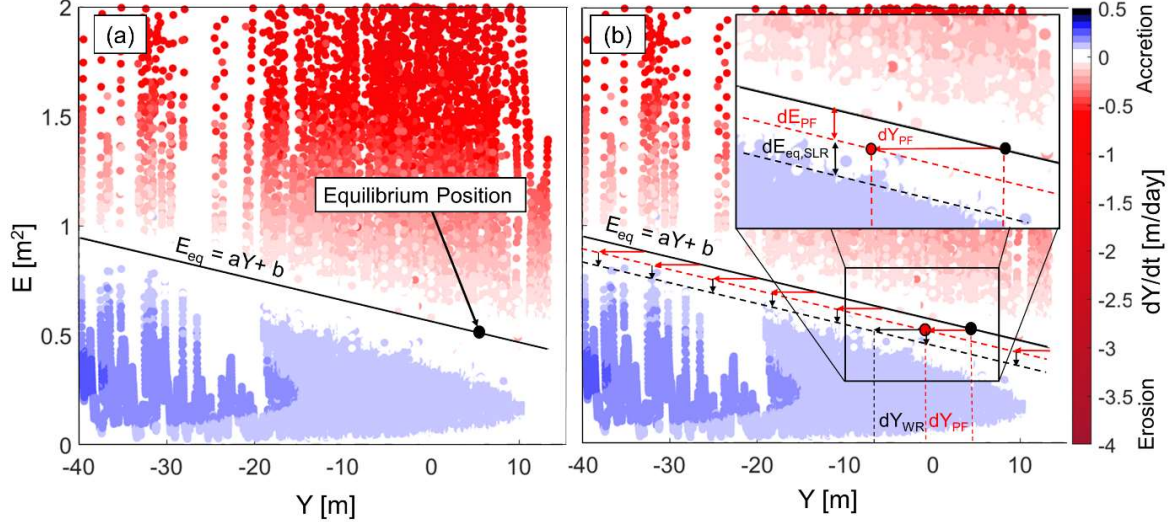 (a)
2
1.5
1
0.5
0
E [m²]
Equilibrium Position
E_eq = aY+ b
-40
-30
-20
-10
0
10
Y [m]
(b)
dE_PF
dY_PF
dE_eq,SLR
E_eq = aY+ b
dY_WR
dY_PF
-40
-30
-20
-10
0
10
Y [m]
0.5
0
-0.5
-1
-1.5
-2
-2.5
-3
-3.5
-4
Accretion
Erosion
dY/dt [m/day]